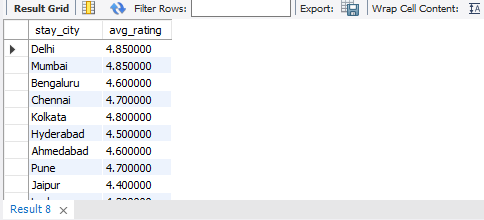 Result Grid Filter Rows: Export: Wrap Cell Content:
stay_city avg_rating
Delhi 4.850000
Mumbai 4.850000
Bengaluru 4.600000
Chennai 4.700000
Kolkata 4.800000
Hyderabad 4.500000
Ahmedabad 4.600000
Pune 4.700000
Jaipur 4.400000
Result 8